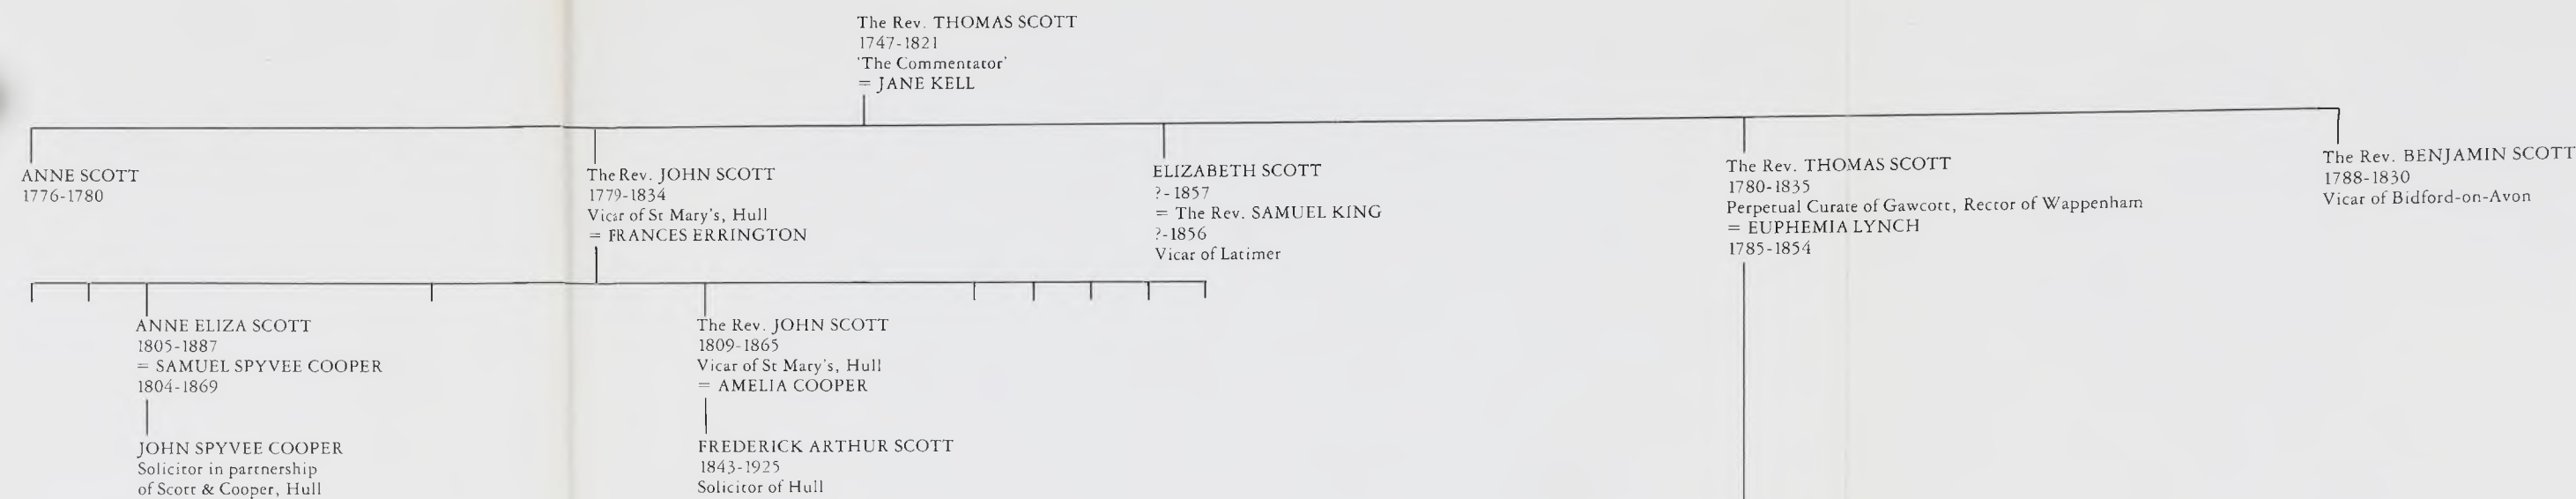 The Rev. THOMAS SCOTT
1747-1821
'The Commentator'
= JANE KELL
ANNE SCOTT
1776-1780
The Rev. JOHN SCOTT
1779-1834
Vicar of St Mary's, Hull
= FRANCES ERRINGTON
ELIZABETH SCOTT
?-1857
= The Rev. SAMUEL KING
?-1856
Vicar of Latimer
The Rev. THOMAS SCOTT
1780-1835
Perpetual Curate of Gawcott, Rector of Wappenham
= EUPHEMIA LYNCH
1785-1854
The Rev. BENJAMIN SCOTT
1788-1830
Vicar of Bidford-on-Avon
ANNE ELIZA SCOTT
1805-1887
= SAMUEL SPYVEE COOPER
1804-1869
JOHN SPYVEE COOPER
Solicitor in partnership
of Scott & Cooper, Hull
The Rev. JOHN SCOTT
1809-1865
Vicar of St Mary's, Hull
= AMELIA COOPER
FREDERICK ARTHUR SCOTT
1843-1925
Solicitor of Hull